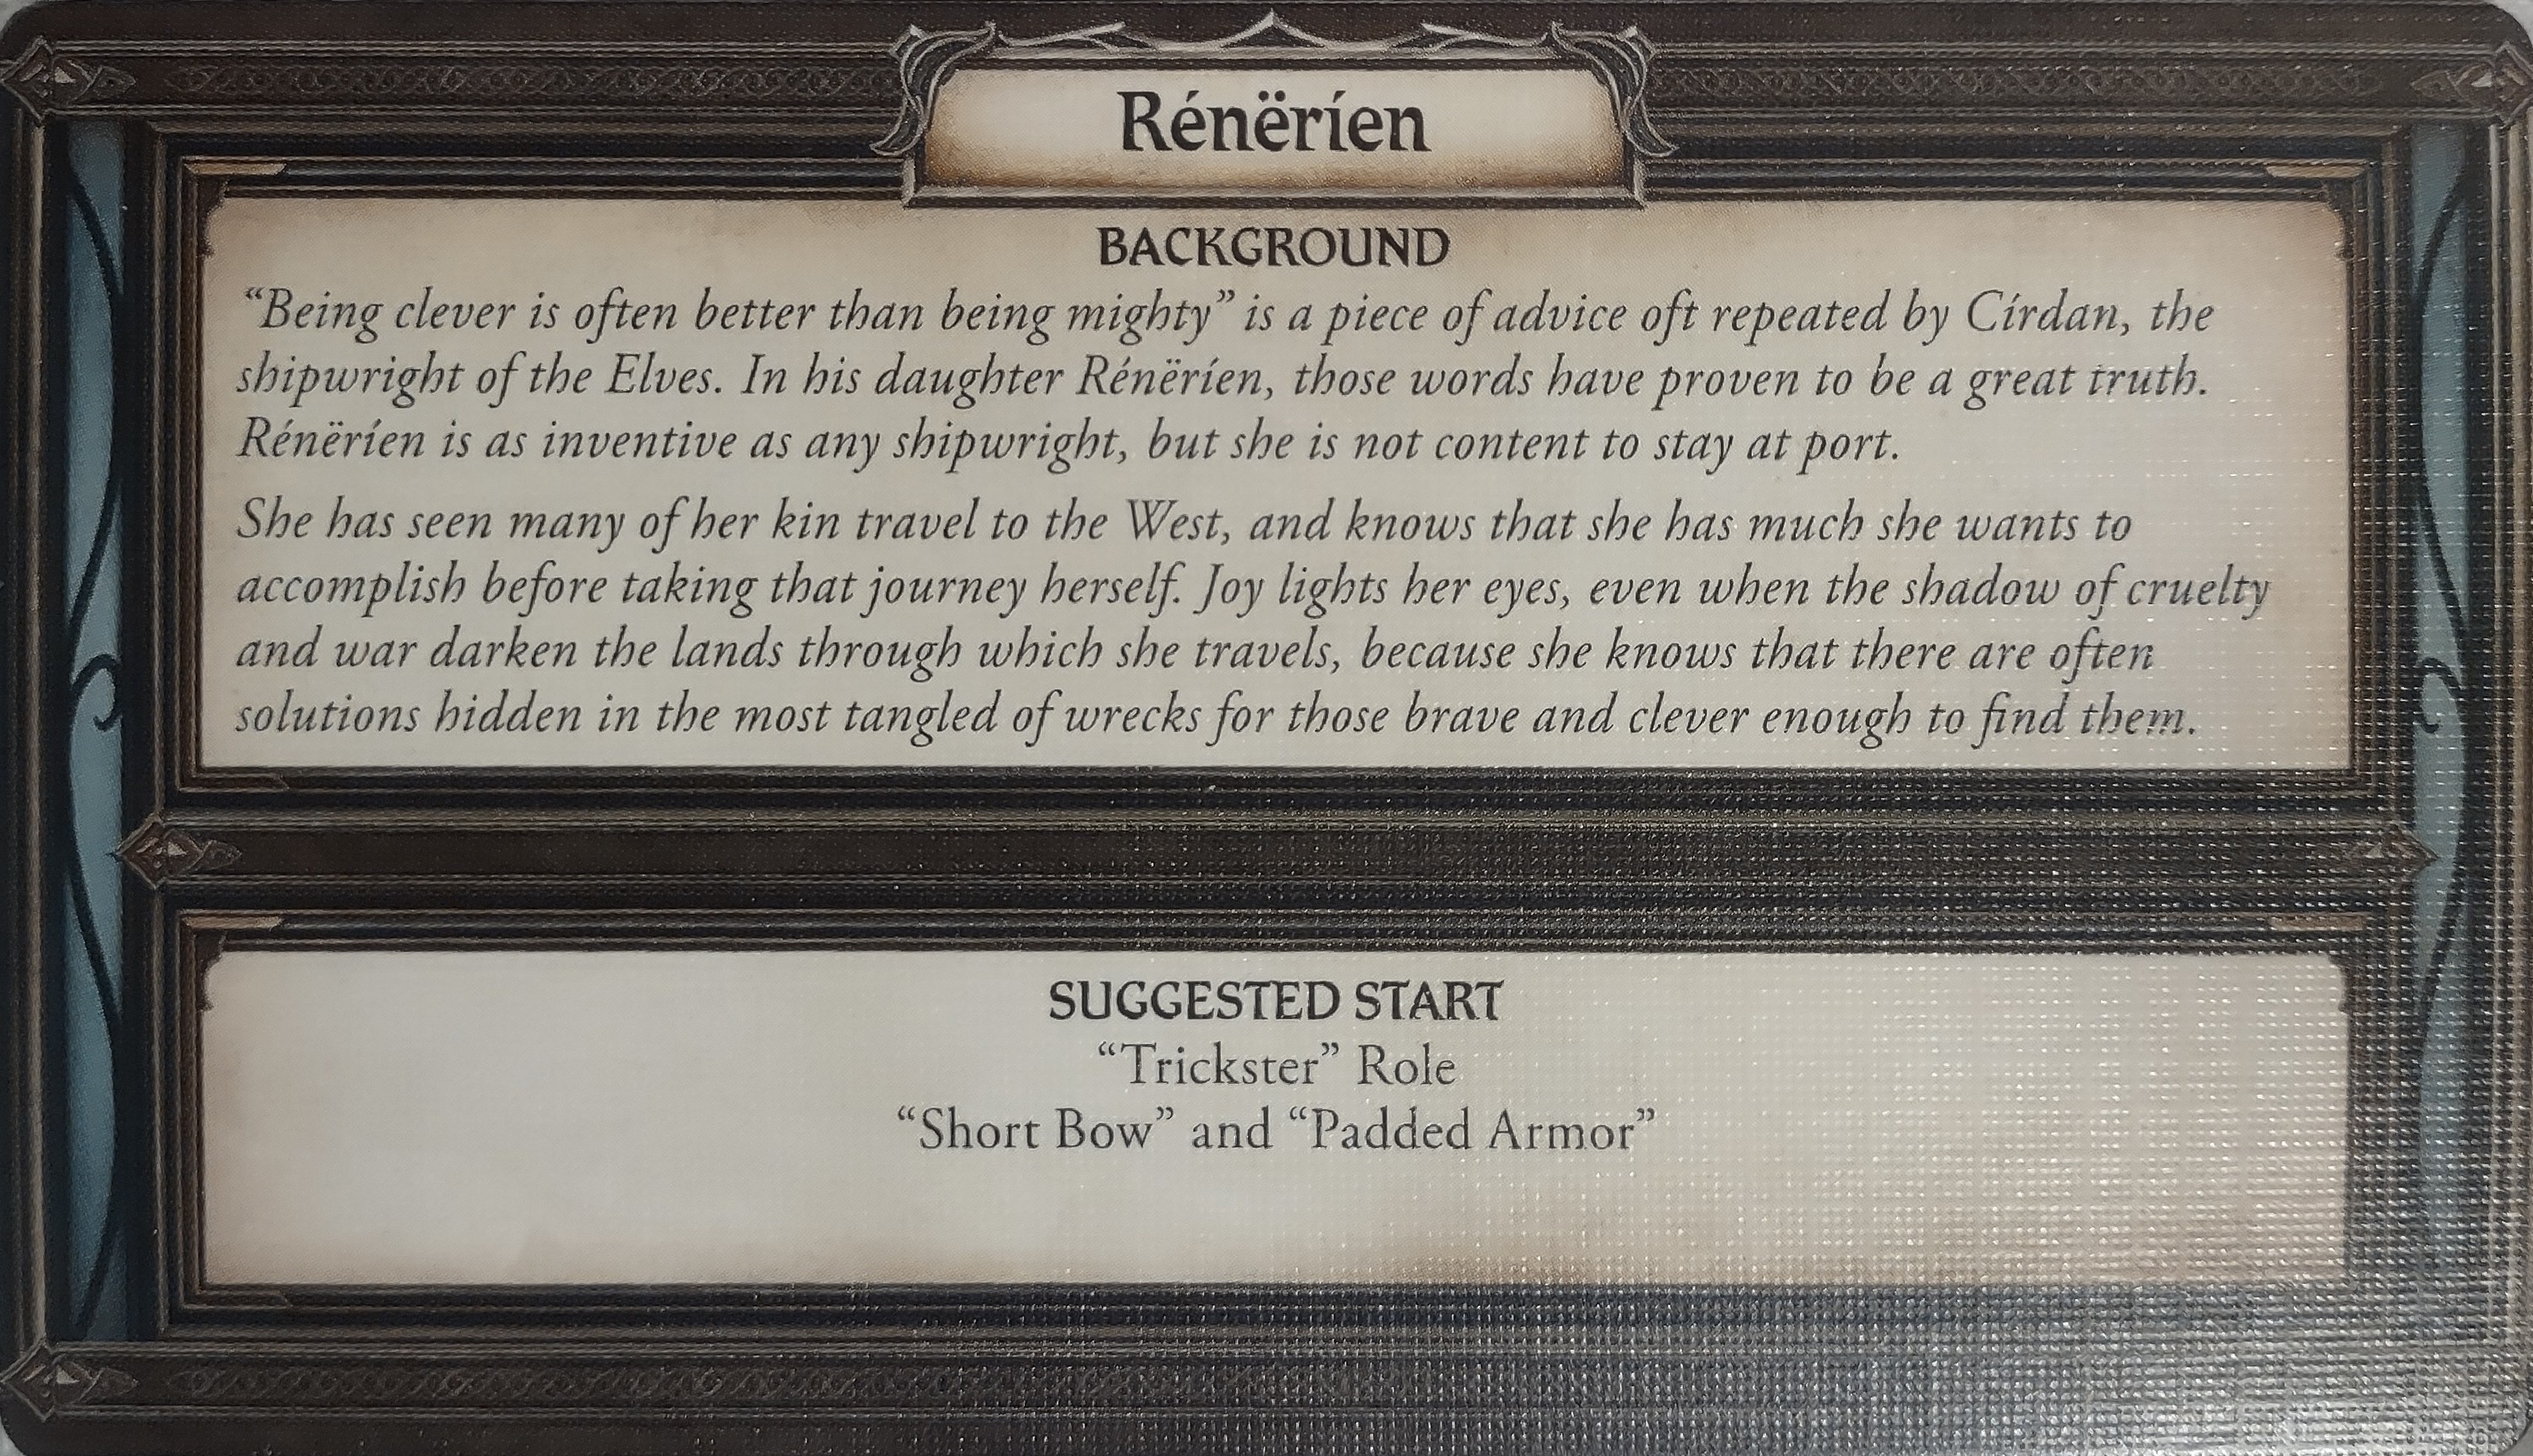 Rénëríen
BACKGROUND
“Being clever is often better than being mighty” is a piece of advice oft repeated by Círdan, the
shipwright of the Elves. In his daughter Rénëríen, those words have proven to be a great truth.
Rénëríen is as inventive as any shipwright, but she is not content to stay at port.
She has seen many of her kin travel to the West, and knows that she has much she wants to
accomplish before taking that journey herself. Joy lights her eyes, even when the shadow of cruelty
and war darken the lands through which she travels, because she knows that there are often
solutions hidden in the most tangled of wrecks for those brave and clever enough to find them.
SUGGESTED START
“Trickster” Role
“Short Bow” and “Padded Armor”